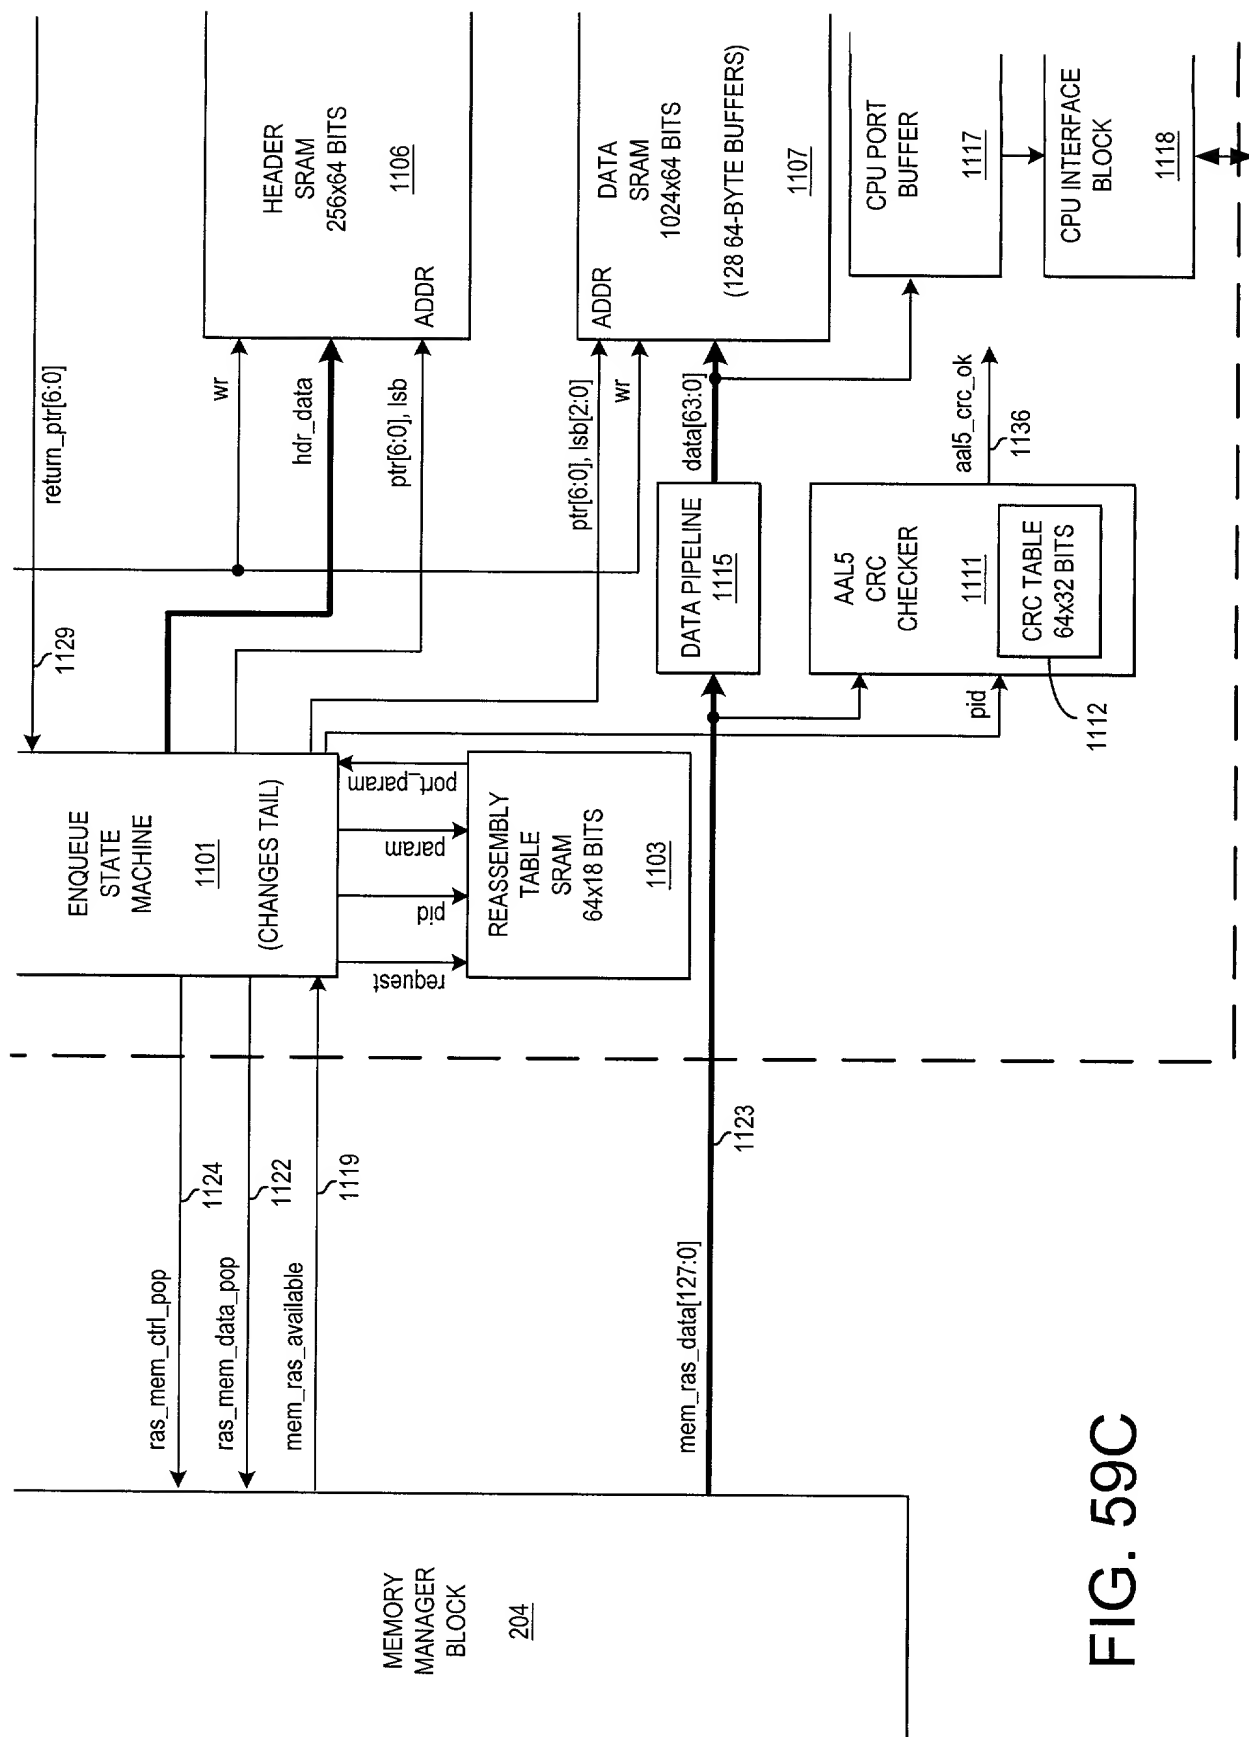 MEMORY
MANAGER
BLOCK
204
ras_mem_ctrl_pop
1124
ras_mem_data_pop
1122
mem_ras_available
1119
mem_ras_data[127:0]
1123
ENQUEUE
STATE
MACHINE
1101
(CHANGES TAIL)
1129
return_ptr[6:0]
request
pid
param
port_param
REASSEMBLY
TABLE
SRAM
64x18 BITS
1103
wr
hdr_data
ptr[6:0], lsb
ADDR
HEADER
SRAM
256x64 BITS
1106
ptr[6:0], lsb[2:0]
wr
data[63:0]
ADDR
DATA
SRAM
1024x64 BITS
(128 64-BYTE BUFFERS)
1107
DATA PIPELINE
1115
pid
AAL5
CRC
CHECKER
1111
CRC TABLE
64x32 BITS
1112
aal5_crc_ok
1136
CPU PORT
BUFFER
1117
CPU INTERFACE
BLOCK
1118
FIG. 59C